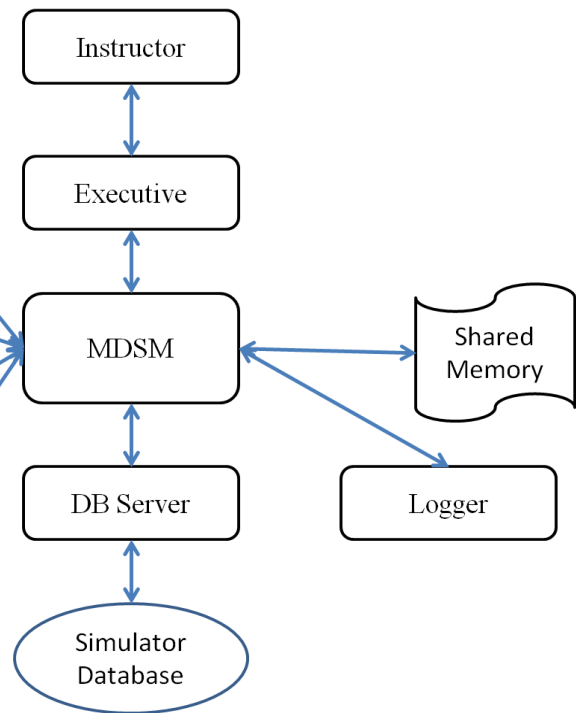 Instructor
Executive
MDSM
Shared
Memory
DB Server
Logger
Simulator
Database